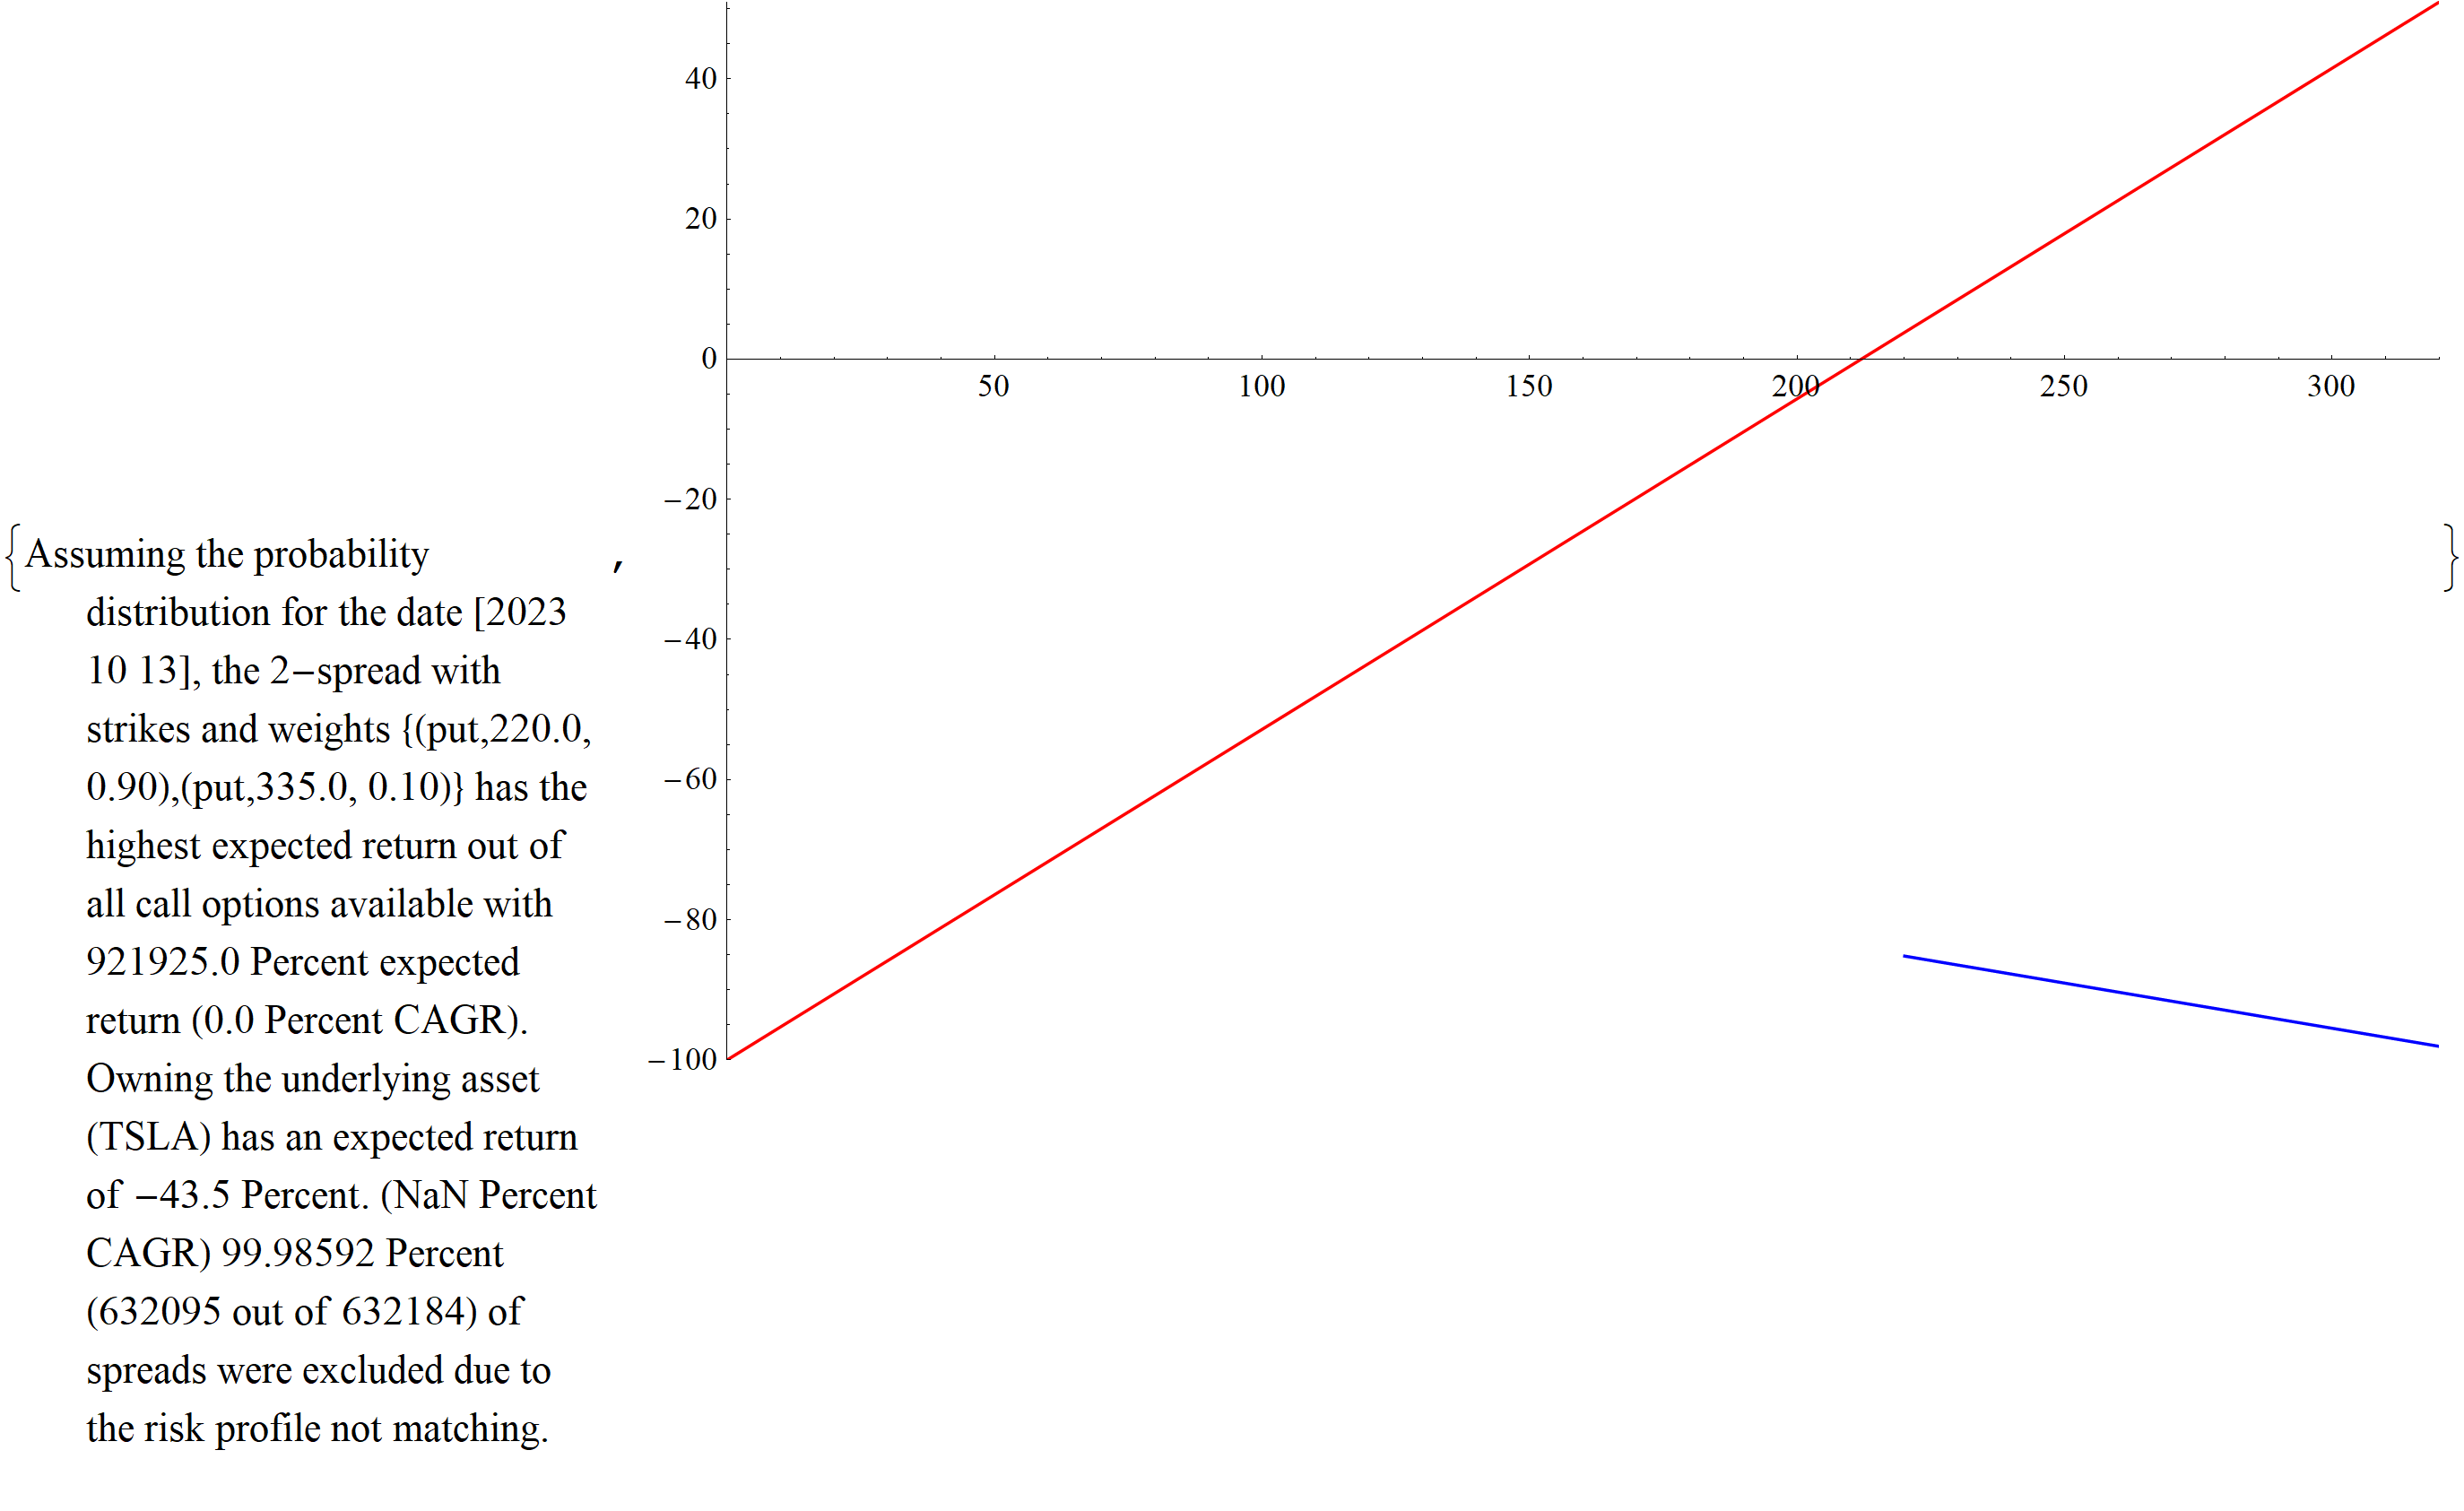 {Assuming the probability ,
distribution for the date [2023
10 13], the 2−spread with
strikes and weights {(put,220.0,
0.90),(put,335.0, 0.10)} has the
highest expected return out of
all call options available with
921925.0 Percent expected
return (0.0 Percent CAGR).
Owning the underlying asset
(TSLA) has an expected return
of −43.5 Percent. (NaN Percent
CAGR) 99.98592 Percent
(632095 out of 632184) of
spreads were excluded due to
the risk profile not matching.
40
20
0
50 100 150 200 250 300
−20
−40
−60
−80
−100
}